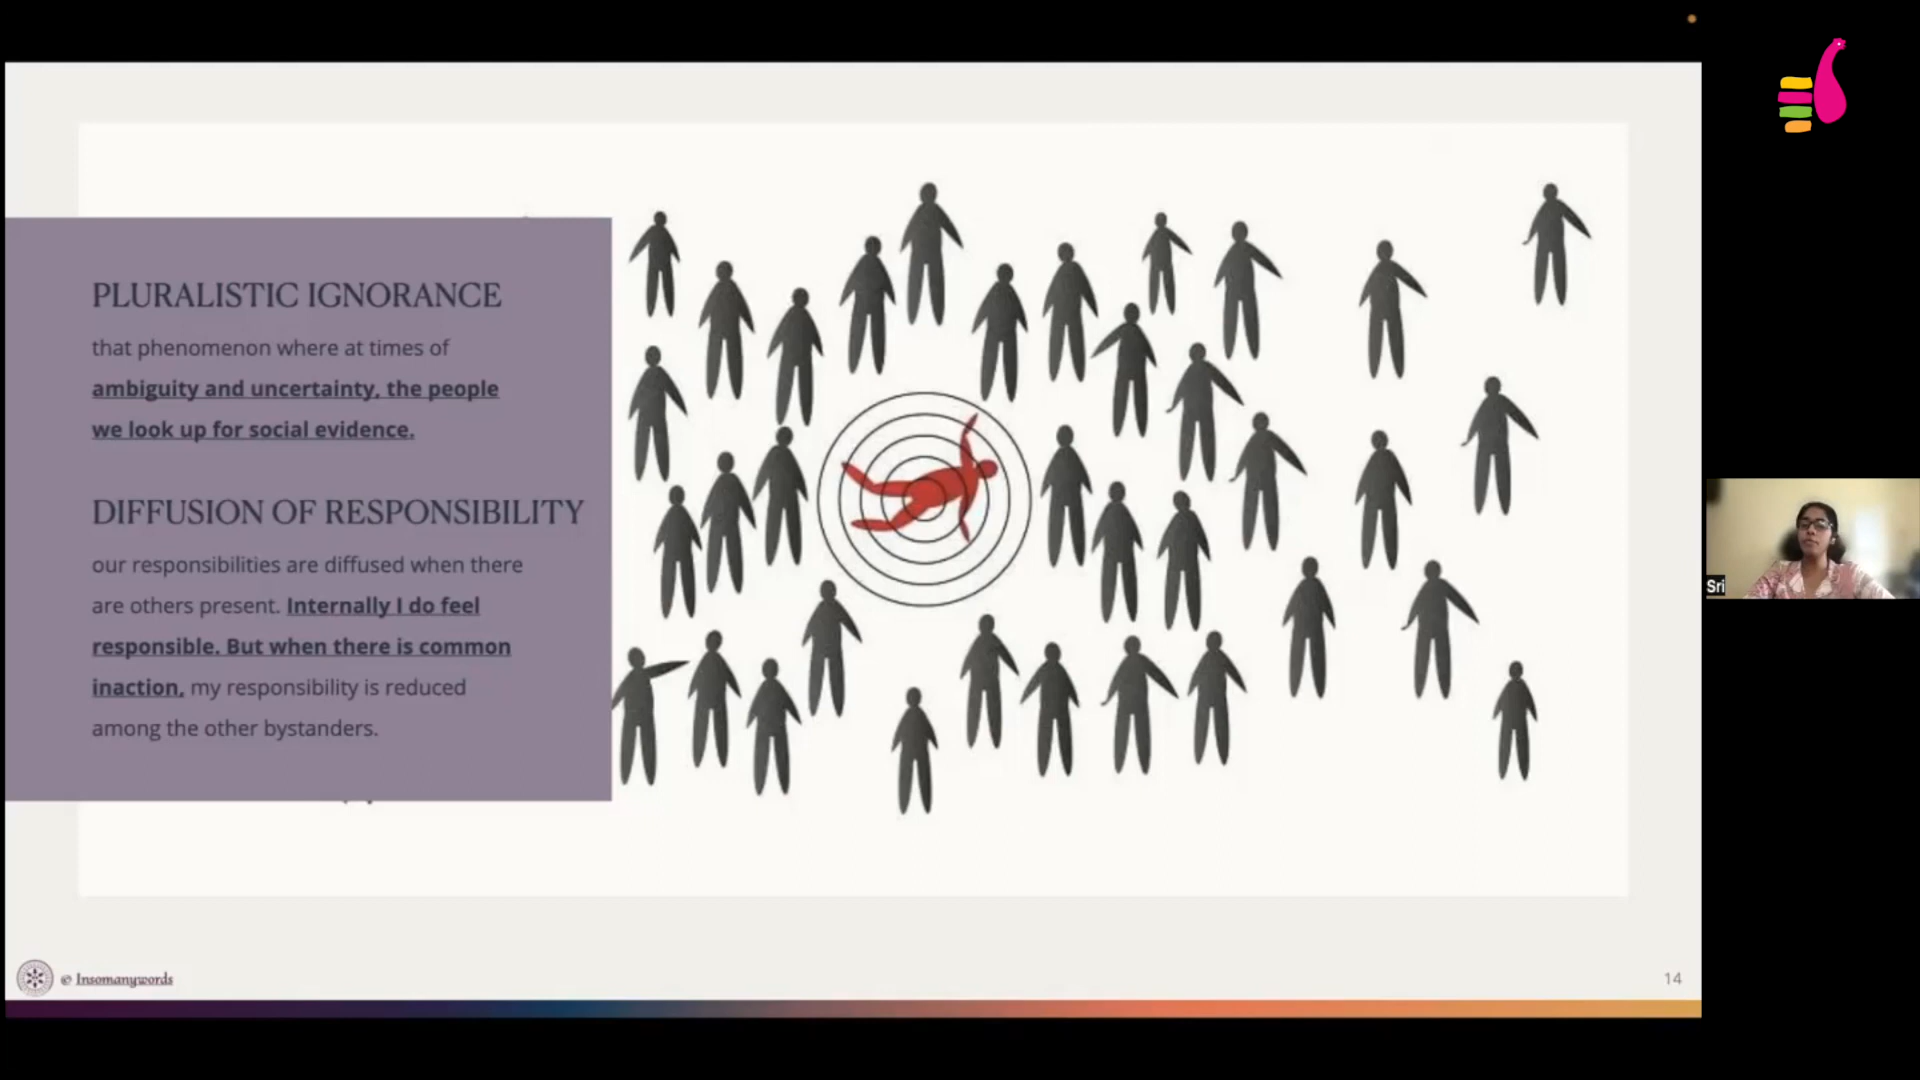 PLURALISTIC IGNORANCE
that phenomenon where at times of
ambiguity and uncertainty, the people
we look up for social evidence.
DIFFUSION OF RESPONSIBILITY
our responsibilities are diffused when there
are others present. Internally I do feel
responsible. But when there is common
inaction, my responsibility is reduced
among the other bystanders.
© Insomanywords
14
Sri